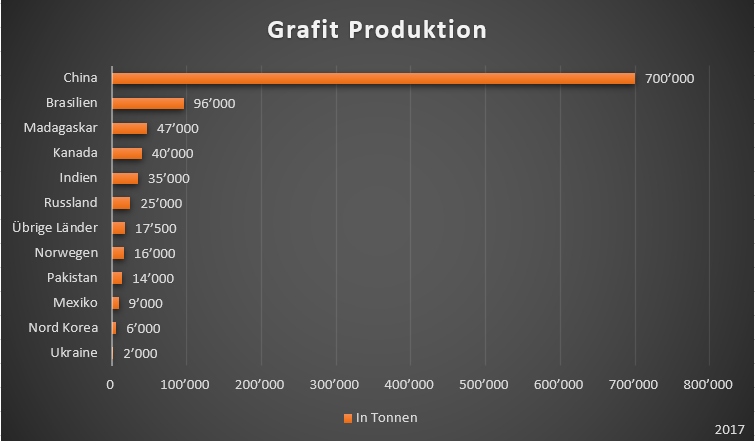 Grafit Produktion
China 700’000
Brasilien 96’000
Madagaskar 47’000
Kanada 40’000
Indien 35’000
Russland 25’000
Übrige Länder 17’500
Norwegen 16’000
Pakistan 14’000
Mexiko 9’000
Nord Korea 6’000
Ukraine 2’000
0 100’000 200’000 300’000 400’000 500’000 600’000 700’000 800’000
In Tonnen
2017